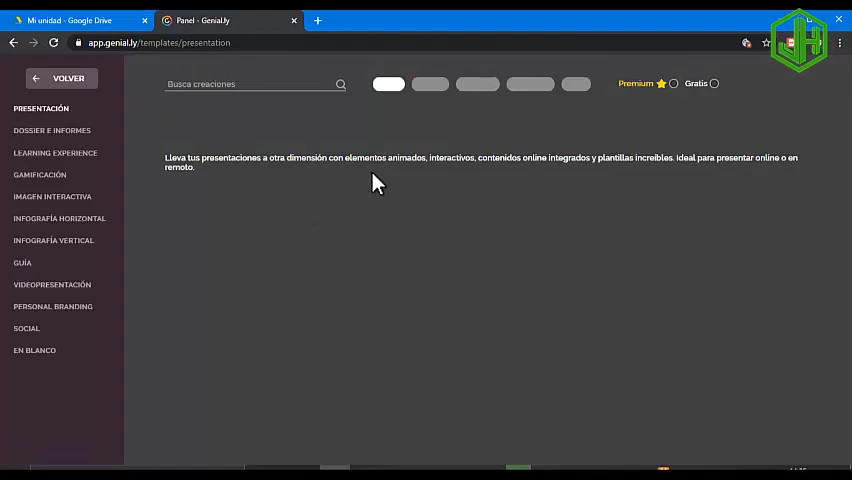 Mi unidad - Google Drive
Panel - Genial.ly
app.genial.ly/templates/presentation
JH
VOLVER
Busca creaciones
Premium
Gratis
PRESENTACIÓN
DOSSIER E INFORMES
LEARNING EXPERIENCE
GAMIFICACIÓN
IMAGEN INTERACTIVA
INFOGRAFÍA HORIZONTAL
INFOGRAFÍA VERTICAL
GUÍA
VIDEOPRESENTACIÓN
PERSONAL BRANDING
SOCIAL
EN BLANCO
Lleva tus presentaciones a otra dimensión con elementos animados, interactivos, contenidos online integrados y plantillas increíbles. Ideal para presentar online o en
remoto.